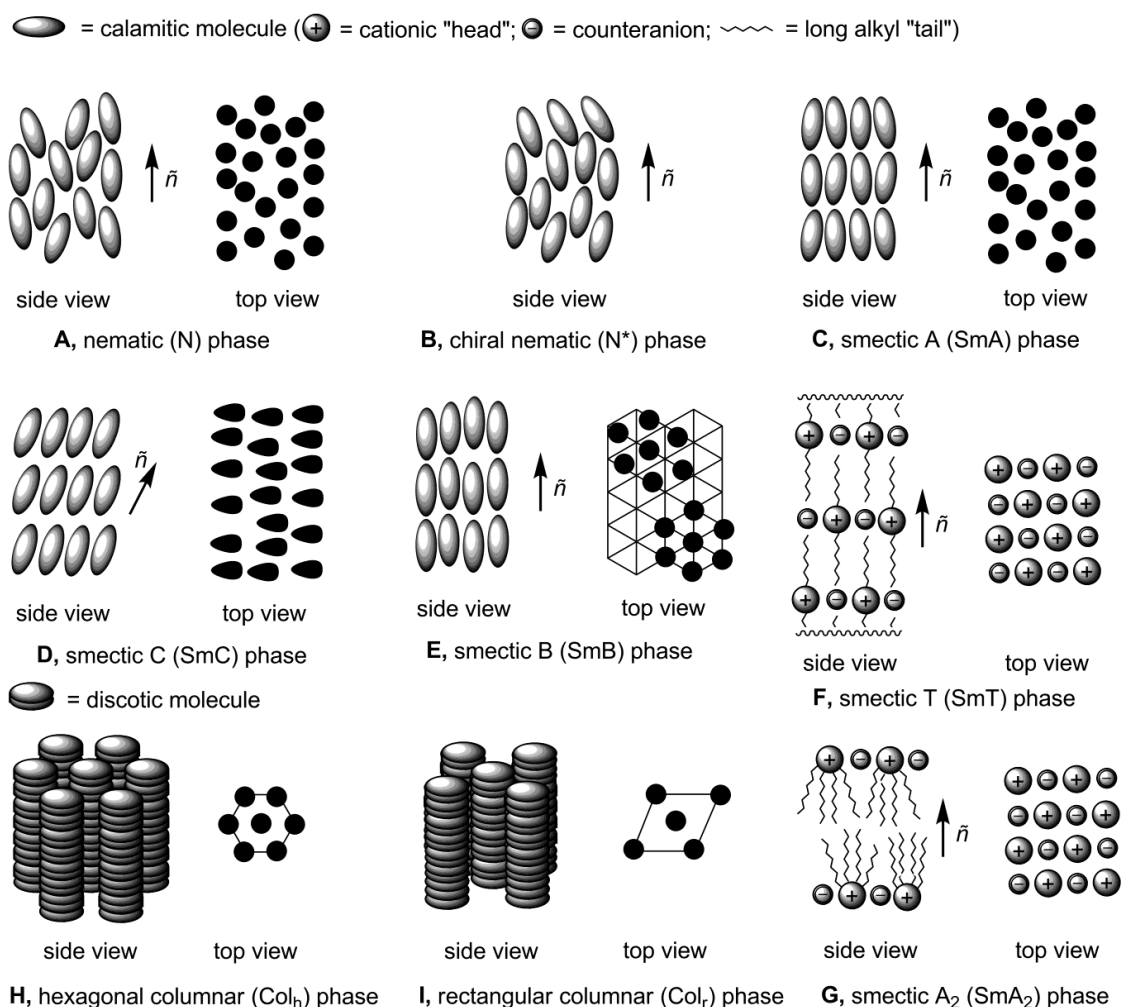 = calamitic molecule (+ = cationic "head"; − = counteranion; = long alkyl "tail")
ñ ñ ñ
side view top view side view side view top view
A, nematic (N) phase B, chiral nematic (N*) phase C, smectic A (SmA) phase
ñ ñ + − + − ñ + − + −
− + − + − + − +
+ − + −
+ − + − − + − +
side view top view side view top view side view top view
D, smectic C (SmC) phase E, smectic B (SmB) phase F, smectic T (SmT) phase
= discotic molecule
+ − + − ñ + − + −
− + − +
+ − + −
− + − + − + − +
side view top view side view top view side view top view
H, hexagonal columnar (Colh) phase I, rectangular columnar (Colr) phase G, smectic A2 (SmA2) phase